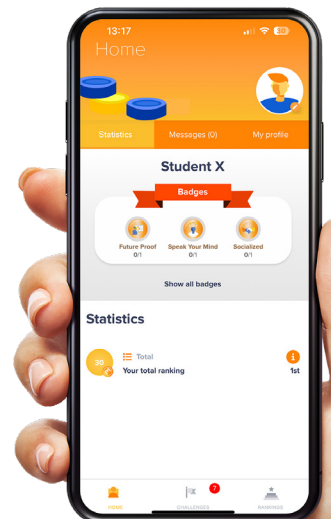 13:17
30
Home
Statistics
Messages (0)
My profile
Student X
Badges
Future Proof
Speak Your Mind
Socialized
0/1
0/1
0/1
Show all badges
Statistics
30
Total
Your total ranking
1st
7
HOME
CHALLENGES
RANKINGS